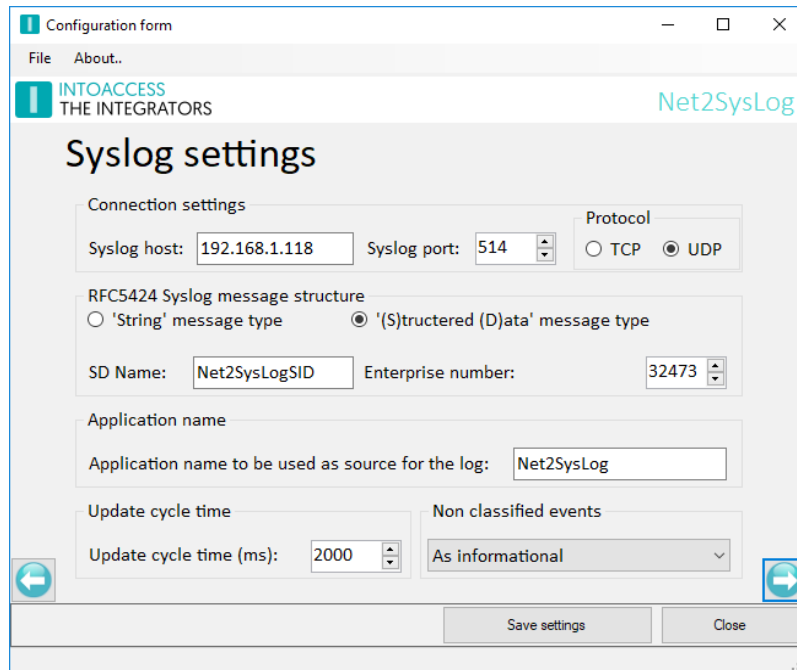 Configuration form
File About..
INTOACCESS
THE INTEGRATORS
Net2SysLog
Syslog settings
Connection settings
Syslog host: 192.168.1.118 Syslog port: 514
Protocol
TCP UDP
RFC5424 Syslog message structure
'String' message type '(S)tructured (D)ata' message type
SD Name: Net2SysLogSID Enterprise number: 32473
Application name
Application name to be used as source for the log: Net2SysLog
Update cycle time
Update cycle time (ms): 2000
Non classified events
As informational
Save settings Close